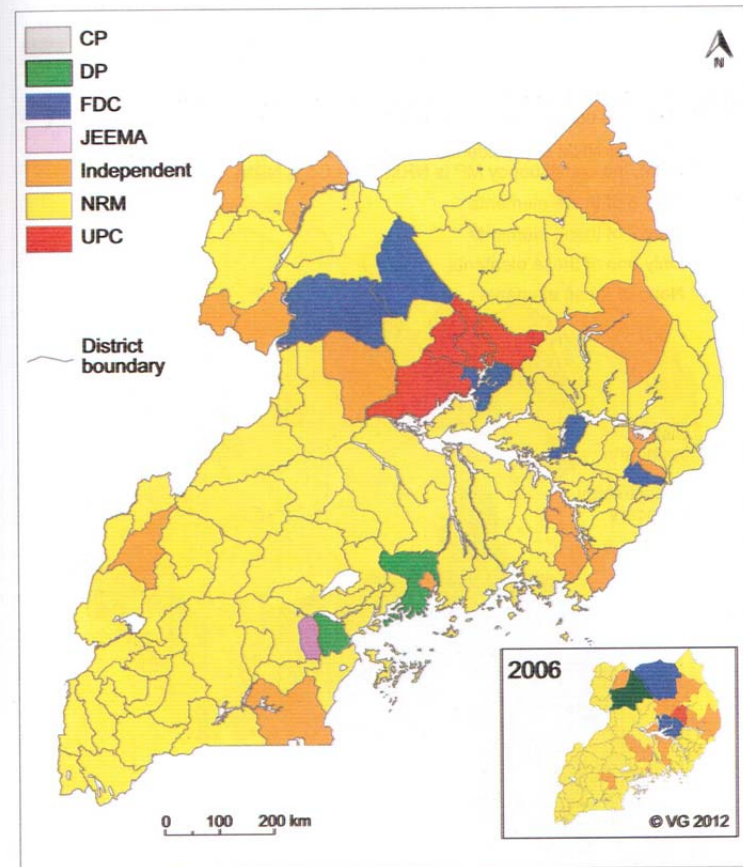 CP
DP
FDC
JEEMA
Independent
NRM
UPC
District
boundary
N
0 100 200 km
2006
© VG 2012